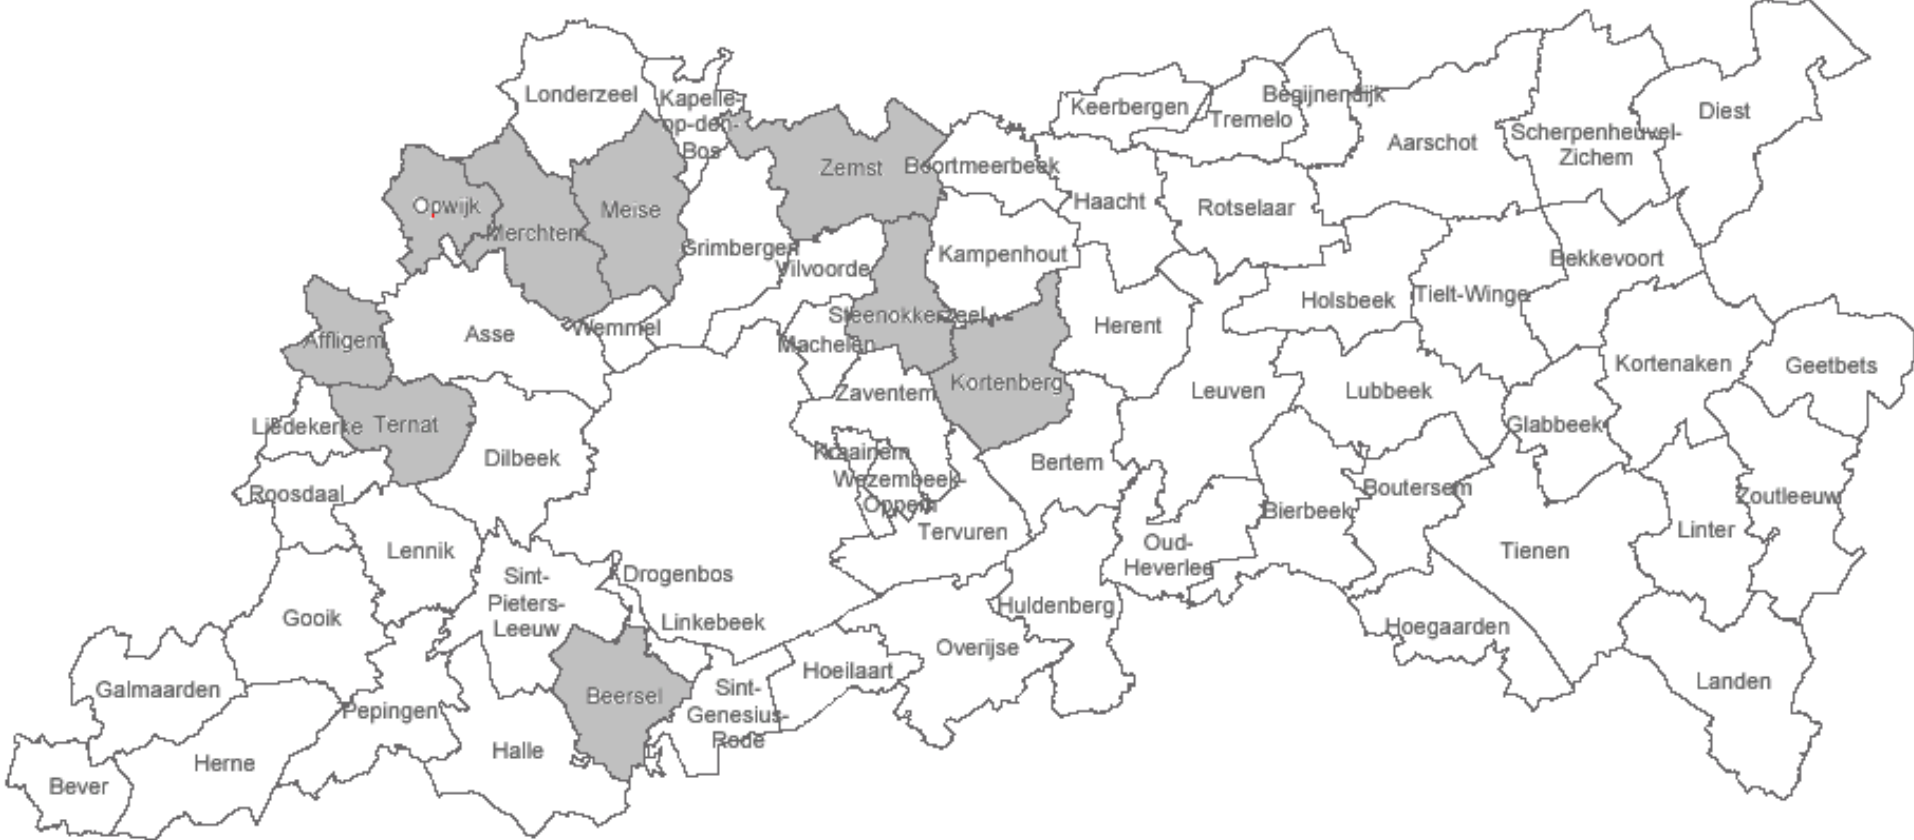 Londerzeel
Kapelle-
op-den-
Bos
Keerbergen
Tremelo
Begijnendijk
Aarschot
Scherpenheuvel-
Zichem
Diest
Opwijk
Merchtem
Meise
Zemst
Boortmeerbeek
Haacht
Rotselaar
Grimbergen
Vilvoorde
Kampenhout
Bekkevoort
Holsbeek
Tielt-Winge
Affligem
Asse
Wemmel
Steenokkerzeel
Machelen
Herent
Kortenaken
Geetbets
Zaventem
Kortenberg
Leuven
Lubbeek
Glabbeek
Liedekerke
Ternat
Dilbeek
Kraainem
Wezembeek-
Oppem
Bertem
Roosdaal
Bierbeek
Boutersem
Zoutleeuw
Lennik
Tervuren
Oud-
Heverlee
Tienen
Linter
Sint-
Pieters-
Leeuw
Drogenbos
Linkebeek
Gooik
Huldenberg
Hoegaarden
Overijse
Hoeilaart
Galmaarden
Pepingen
Beersel
Sint-
Genesius-
Rode
Landen
Bever
Herne
Halle